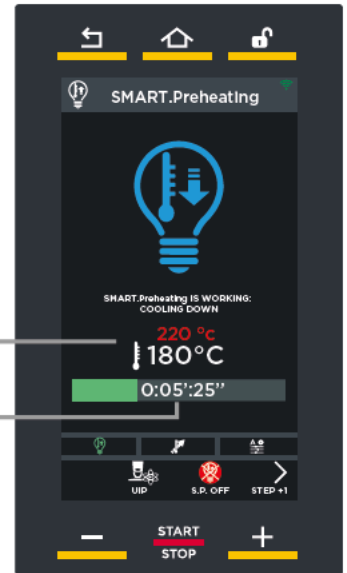 SMART.Preheating
SMART.Preheating IS WORKING:
COOLING DOWN
220 °c
180°C
0:05':25''
UIP
S.P. OFF
STEP +1
START
STOP